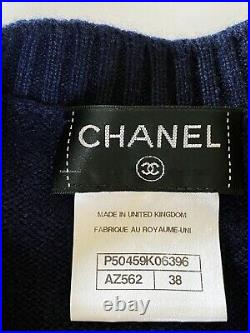 CHANEL
MADE IN UNITED KINGDOM
FABRIQUE AU ROYAUME-UNI
P50459K06396
AZ562 38